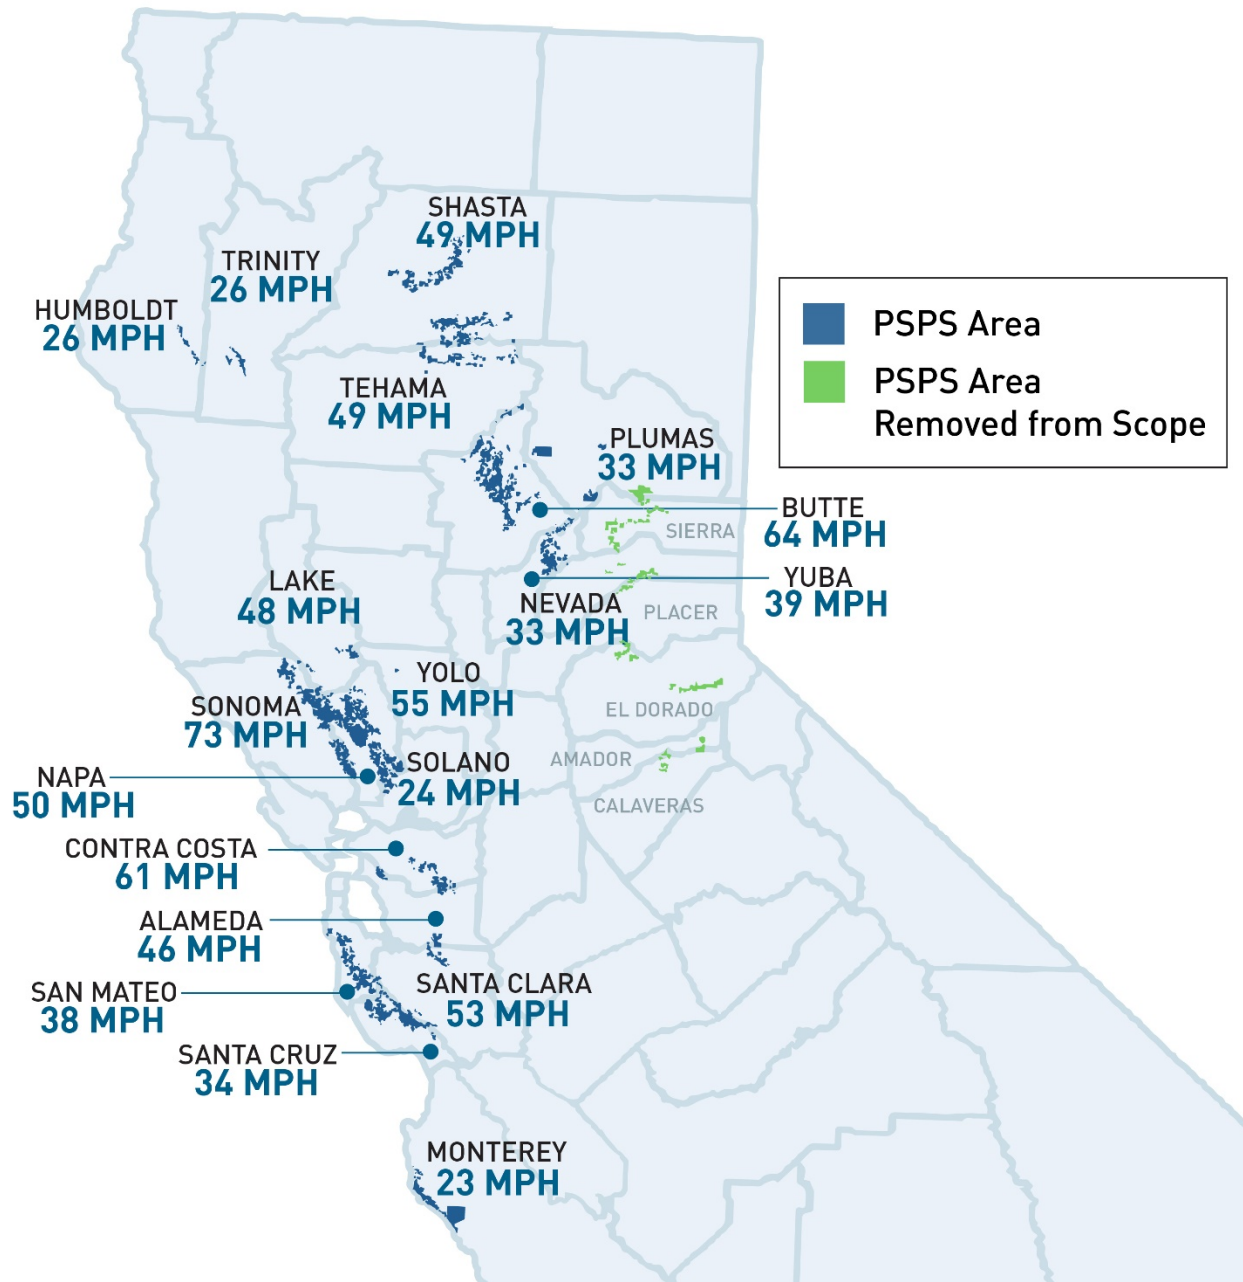 SHASTA
49 MPH
TRINITY
26 MPH
HUMBOLDT
26 MPH
PSPS Area
PSPS Area
Removed from Scope
TEHAMA
49 MPH
PLUMAS
33 MPH
BUTTE
64 MPH
SIERRA
YUBA
39 MPH
LAKE
48 MPH
NEVADA
33 MPH
PLACER
YOLO
55 MPH
SONOMA
73 MPH
EL DORADO
NAPA
50 MPH
SOLANO
24 MPH
AMADOR
CALAVERAS
CONTRA COSTA
61 MPH
ALAMEDA
46 MPH
SAN MATEO
38 MPH
SANTA CLARA
53 MPH
SANTA CRUZ
34 MPH
MONTEREY
23 MPH